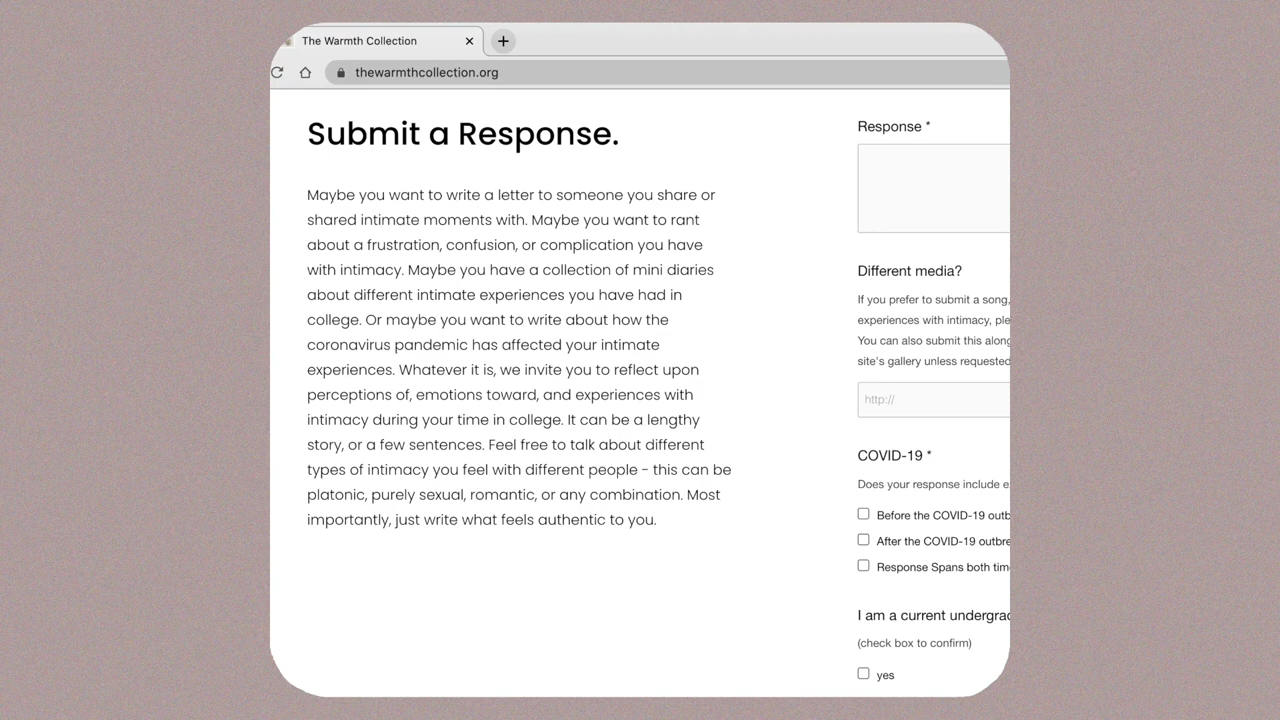 The Warmth Collection
thewarmthcollection.org
Submit a Response.
Maybe you want to write a letter to someone you share or
shared intimate moments with. Maybe you want to rant
about a frustration, confusion, or complication you have
with intimacy. Maybe you have a collection of mini diaries
about different intimate experiences you have had in
college. Or maybe you want to write about how the
coronavirus pandemic has affected your intimate
experiences. Whatever it is, we invite you to reflect upon
perceptions of, emotions toward, and experiences with
intimacy during your time in college. It can be a lengthy
story, or a few sentences. Feel free to talk about different
types of intimacy you feel with different people - this can be
platonic, purely sexual, romantic, or any combination. Most
importantly, just write what feels authentic to you.
Response *
Different media?
If you prefer to submit a song,
experiences with intimacy,
You can also submit this
site's gallery unless requested
http://
COVID-19 *
Does your response include
Before the COVID-19
After the COVID-19
Response Spans both
I am a current
(check box to confirm)
yes